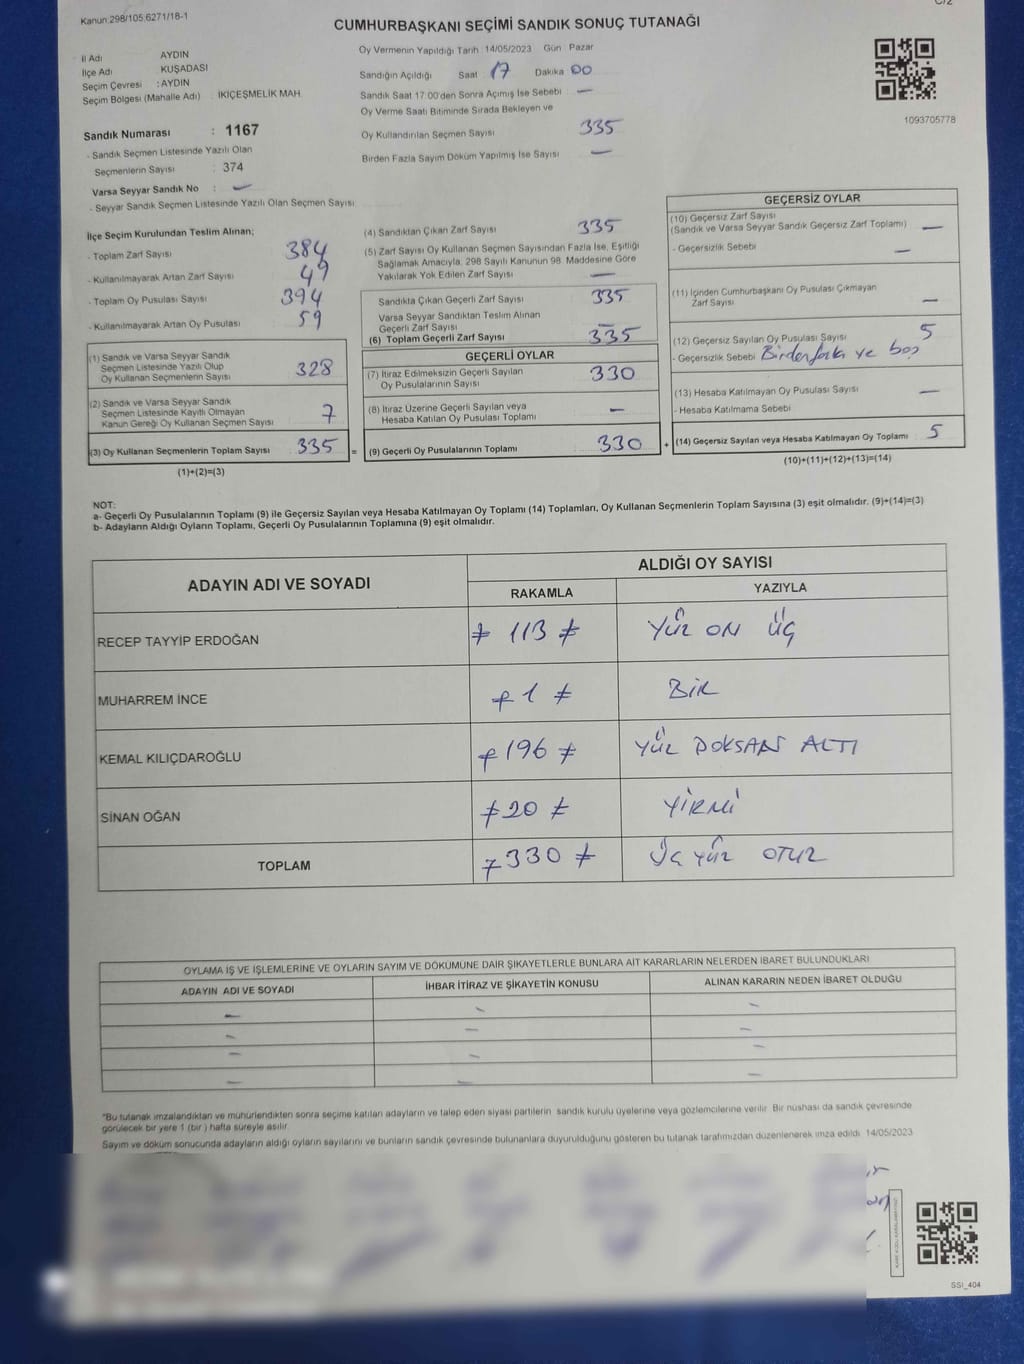 Kanun:298/105:6271/18-1
C/2
CUMHURBAŞKANI SEÇİMİ SANDIK SONUÇ TUTANAĞI
İl Adı AYDIN
İlçe Adı KUŞADASI
Seçim Çevresi : AYDIN
Seçim Bölgesi (Mahalle Adı) : İKİÇEŞMELİK MAH.
Oy Vermenin Yapıldığı Tarih 14/05/2023 Gün Pazar
Sandığın Açıldığı Saat 17 Dakika 00
Sandık Saat 17:00'den Sonra Açımış İse Sebebi —
Oy Verme Saati Bitiminde Sırada Bekleyen ve
Oy Kullandırılan Seçmen Sayısı 335
Birden Fazla Sayım Döküm Yapılmış İse Sayısı —
1093705778
Sandık Numarası : 1167
- Sandık Seçmen Listesinde Yazılı Olan
Seçmenlerin Sayısı : 374
Varsa Seyyar Sandık No : —
- Seyyar Sandık Seçmen Listesinde Yazılı Olan Seçmen Sayısı
İlçe Seçim Kurulundan Teslim Alınan;
- Toplam Zarf Sayısı 384
- Kullanılmayarak Artan Zarf Sayısı 49
- Toplam Oy Pusulası Sayısı 394
- Kullanılmayarak Artan Oy Pusulası 59
(1) Sandık ve Varsa Seyyar Sandık
Seçmen Listesinde Yazılı Olup
Oy Kullanan Seçmenlerin Sayısı 328
(2) Sandık ve Varsa Seyyar Sandık
Seçmen Listesinde Kayıtlı Olmayan
Kanun Gereği Oy Kullanan Seçmen Sayısı 7
(3) Oy Kullanan Seçmenlerin Toplam Sayısı 335 =
(1)+(2)=(3)
(4) Sandıktan Çıkan Zarf Sayısı 335
(5) Zarf Sayısı Oy Kullanan Seçmen Sayısından Fazla İse, Eşitliği
Sağlamak Amacıyla, 298 Sayılı Kanunun 98. Maddesine Göre
Yakılarak Yok Edilen Zarf Sayısı —
Sandıkta Çıkan Geçerli Zarf Sayısı 335
Varsa Seyyar Sandıktan Teslim Alınan
Geçerli Zarf Sayısı —
(6) Toplam Geçerli Zarf Sayısı 335
GEÇERLİ OYLAR
(7) İtiraz Edilmeksizin Geçerli Sayılan
Oy Pusulalarının Sayısı 330
(8) İtiraz Üzerine Geçerli Sayılan veya
Hesaba Katılan Oy Pusulası Toplamı —
(9) Geçerli Oy Pusulalarının Toplamı 330 +
GEÇERSİZ OYLAR
(10) Geçersiz Zarf Sayısı
(Sandık ve Varsa Seyyar Sandık Geçersiz Zarf Toplamı) —
- Geçersizlik Sebebi —
(11) İçinden Cumhurbaşkanı Oy Pusulası Çıkmayan
Zarf Sayısı —
(12) Geçersiz Sayılan Oy Pusulası Sayısı 5
- Geçersizlik Sebebi Birden fazla ve boş
(13) Hesaba Katılmayan Oy Pusulası Sayısı —
- Hesaba Katılmama Sebebi
(14) Geçersiz Sayılan veya Hesaba Katılmayan Oy Toplamı 5
(10)+(11)+(12)+(13)=(14)
NOT:
a- Geçerli Oy Pusulalarının Toplamı (9) ile Geçersiz Sayılan veya Hesaba Katılmayan Oy Toplamı (14) Toplamları, Oy Kullanan Seçmenlerin Toplam Sayısına (3) eşit olmalıdır. (9)+(14)=(3)
b- Adayların Aldığı Oyların Toplamı, Geçerli Oy Pusulalarının Toplamına (9) eşit olmalıdır.
ADAYIN ADI VE SOYADI
ALDIĞI OY SAYISI
RAKAMLA YAZIYLA
RECEP TAYYİP ERDOĞAN ≠ 113 ≠ YÜZ ON ÜÇ
MUHARREM İNCE ≠ 1 ≠ BİR
KEMAL KILIÇDAROĞLU ≠ 196 ≠ YÜZ DOKSAN ALTI
SİNAN OĞAN ≠ 20 ≠ YİRMİ
TOPLAM ≠ 330 ≠ ÜÇ YÜZ OTUZ
OYLAMA İŞ VE İŞLEMLERİNE VE OYLARIN SAYIM VE DÖKÜMÜNE DAİR ŞİKAYETLERLE BUNLARA AİT KARARLARIN NELERDEN İBARET BULUNDUKLARI
ADAYIN ADI VE SOYADI İHBAR İTİRAZ VE ŞİKAYETİN KONUSU ALINAN KARARIN NEDEN İBARET OLDUĞU
— — —
— — —
— — —
— — —
"Bu tutanak imzalandıktan ve mühürlendikten sonra seçime katılan adayların ve talep eden siyasi partilerin sandık kurulu üyelerine veya gözlemcilerine verilir. Bir nüshası da sandık çevresinde
görülecek bir yere 1 (bir ) hafta süreyle asılır.
Sayım ve döküm sonucunda adayların aldığı oyların sayılarını ve bunların sandık çevresinde bulunanlara duyurulduğunu gösteren bu tutanak tarafımızdan düzenlenerek imza edildi 14/05/2023
SSI_404